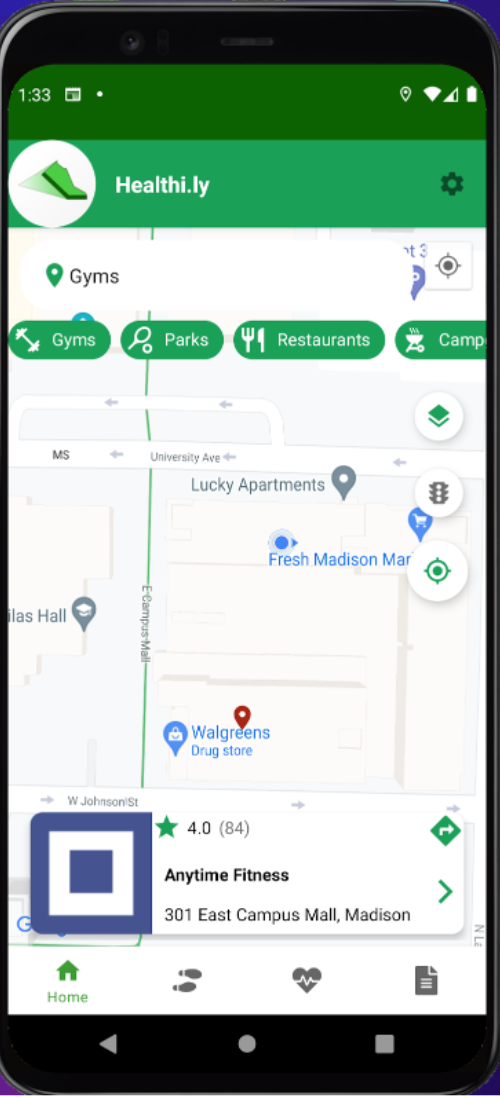 1:33
Healthi.ly
Gyms
Gyms
Parks
Restaurants
Camp
MS
University Ave
Lucky Apartments
Fresh Madison Mar
ilas Hall
E Campus Mall
Walgreens
Drug store
W Johnson St
4.0 (84)
Anytime Fitness
301 East Campus Mall, Madison
Home